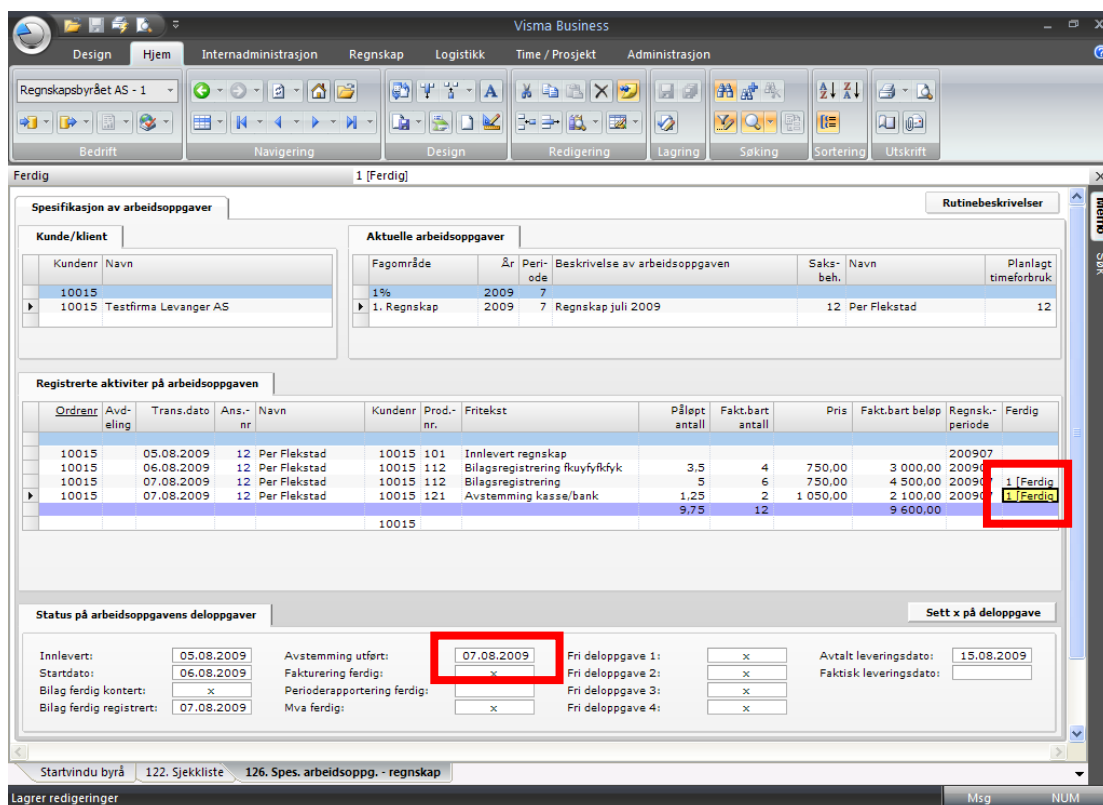 Visma Business
Design Hjem Internadministrasjon Regnskap Logistikk Time / Prosjekt Administrasjon
Regnskapsbyrået AS - 1
Bedrift Navigering Design Redigering Lagring Søking Sortering Utskrift
Ferdig 1 [Ferdig]
Memo
Søk
Spesifikasjon av arbeidsoppgaver Rutinebeskrivelser
Kunde/klient Aktuelle arbeidsoppgaver
Kundenr Navn Fagområde År Peri- Beskrivelse av arbeidsoppgaven Saks- Navn Planlagt
ode beh. timeforbruk
10015 1% 2009 7
10015 Testfirma Levanger AS 1. Regnskap 2009 7 Regnskap juli 2009 12 Per Flekstad 12
Registrerte aktiviter på arbeidsoppgaven
Ordrenr Avd- Trans.dato Ans.- Navn Kundenr Prod.- Fritekst Påløpt Fakt.bart Pris Fakt.bart beløp Regnsk.- Ferdig
eling nr nr. antall antall periode
10015 05.08.2009 12 Per Flekstad 10015 101 Innlevert regnskap 200907
10015 06.08.2009 12 Per Flekstad 10015 112 Bilagsregistrering fkuyfyfkfyk 3,5 4 750,00 3 000,00 200907
10015 07.08.2009 12 Per Flekstad 10015 112 Bilagsregistrering 5 6 750,00 4 500,00 200907 1 [Ferdig
10015 07.08.2009 12 Per Flekstad 10015 121 Avstemming kasse/bank 1,25 2 1 050,00 2 100,00 200907 1 [Ferdig
9,75 12 9 600,00
10015
Status på arbeidsoppgavens deloppgaver Sett x på deloppgave
Innlevert: 05.08.2009 Avstemming utført: 07.08.2009 Fri deloppgave 1: x Avtalt leveringsdato: 15.08.2009
Startdato: 06.08.2009 Fakturering ferdig: x Fri deloppgave 2: x Faktisk leveringsdato:
Bilag ferdig kontert: x Perioderapportering ferdig: Fri deloppgave 3: x
Bilag ferdig registrert: 07.08.2009 Mva ferdig: x Fri deloppgave 4: x
Startvindu byrå 122. Sjekkliste 126. Spes. arbeidsoppg. - regnskap
Lagrer redigeringer Msg NUM